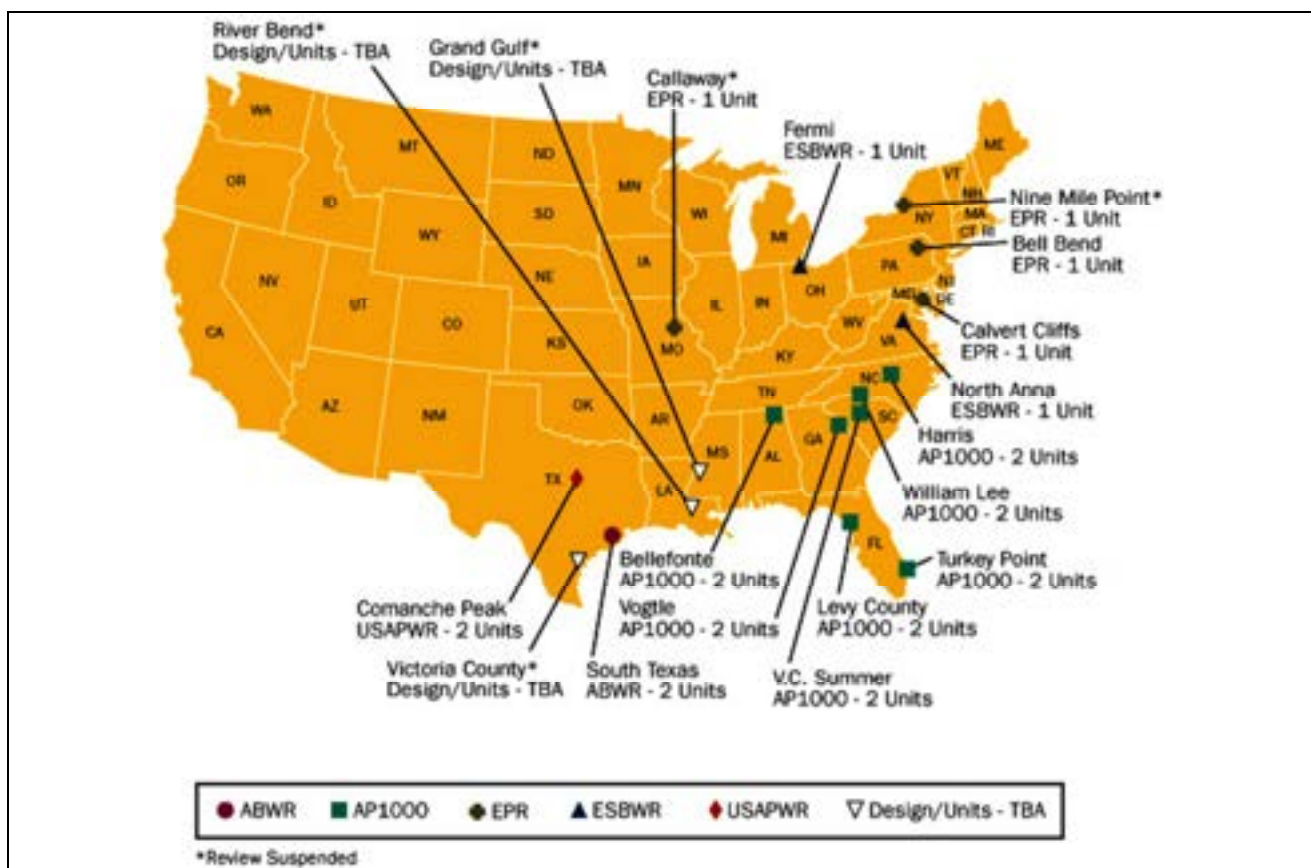 River Bend*
Design/Units - TBA
Grand Gulf*
Design/Units - TBA
Callaway*
EPR - 1 Unit
Fermi
ESBWR - 1 Unit
Nine Mile Point*
EPR - 1 Unit
Bell Bend
EPR - 1 Unit
Calvert Cliffs
EPR - 1 Unit
North Anna
ESBWR - 1 Unit
Harris
AP1000 - 2 Units
William Lee
AP1000 - 2 Units
Turkey Point
AP1000 - 2 Units
Levy County
AP1000 - 2 Units
V.C. Summer
AP1000 - 2 Units
Bellefonte
AP1000 - 2 Units
Vogtle
AP1000 - 2 Units
South Texas
ABWR - 2 Units
Comanche Peak
USAPWR - 2 Units
Victoria County*
Design/Units - TBA
WA
MT
ND
MN
OR
ID
WY
SD
WI
MI
NY
VT
NH
ME
MA
CT RI
NV
UT
CO
NE
IA
IL
IN
OH
PA
NJ
MD
DE
CA
AZ
NM
KS
MO
KY
WV
VA
OK
AR
TN
NC
SC
TX
LA
MS
AL
GA
FL
ABWR
AP1000
EPR
ESBWR
USAPWR
Design/Units - TBA
*Review Suspended